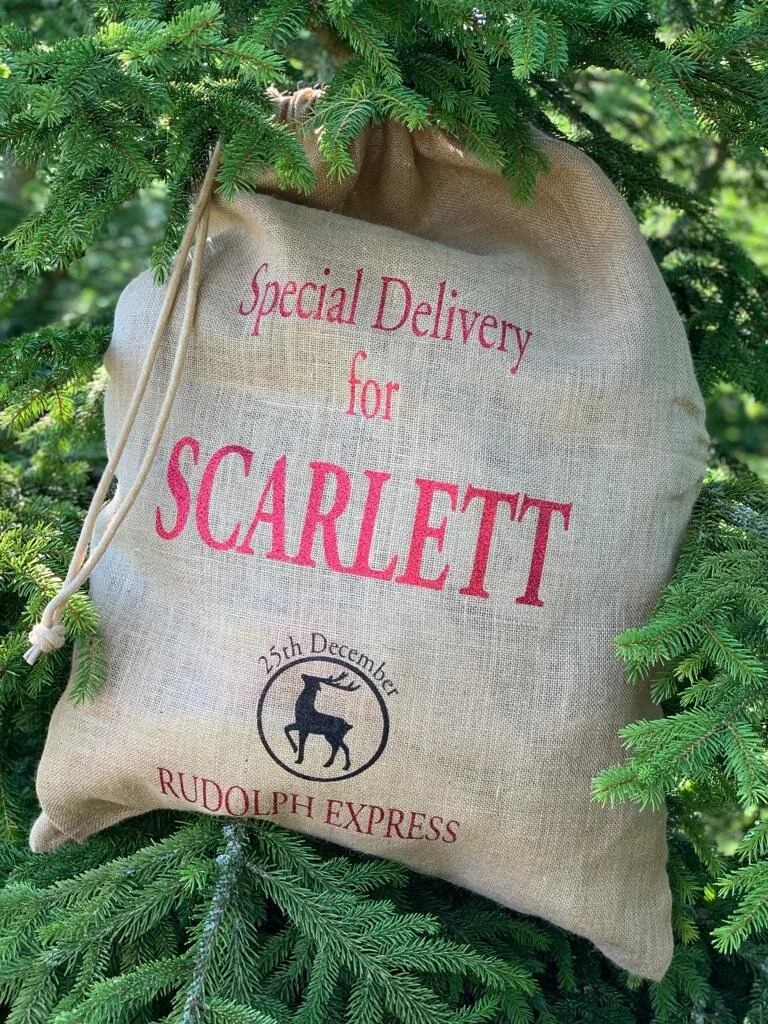 Special Delivery
for
SCARLETT
25th December
RUDOLPH EXPRESS